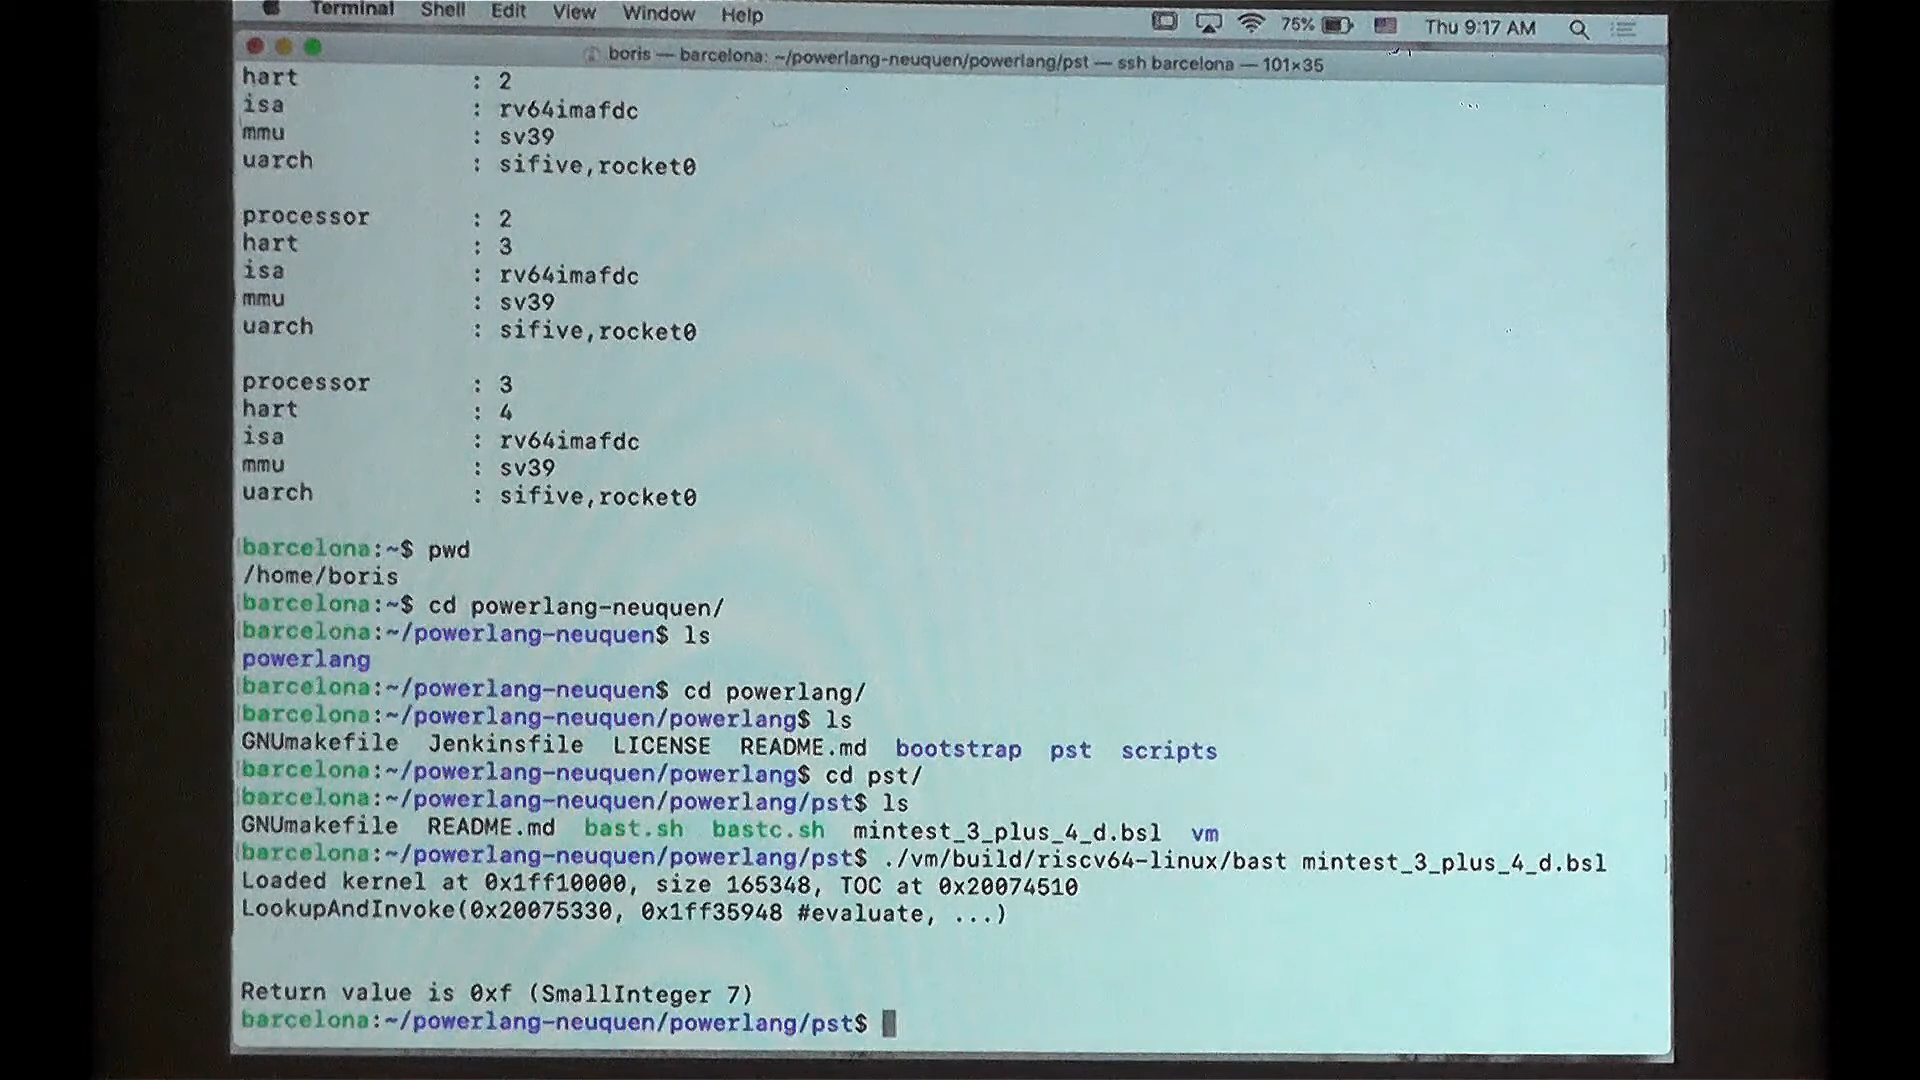 Terminal Shell Edit View Window Help 75% Thu 9:17 AM
boris — barcelona: ~/powerlang-neuquen/powerlang/pst — ssh barcelona — 101×35
hart : 2
isa : rv64imafdc
mmu : sv39
uarch : sifive,rocket0
processor : 2
hart : 3
isa : rv64imafdc
mmu : sv39
uarch : sifive,rocket0
processor : 3
hart : 4
isa : rv64imafdc
mmu : sv39
uarch : sifive,rocket0
barcelona:~$ pwd
/home/boris
barcelona:~$ cd powerlang-neuquen/
barcelona:~/powerlang-neuquen$ ls
powerlang
barcelona:~/powerlang-neuquen$ cd powerlang/
barcelona:~/powerlang-neuquen/powerlang$ ls
GNUmakefile Jenkinsfile LICENSE README.md bootstrap pst scripts
barcelona:~/powerlang-neuquen/powerlang$ cd pst/
barcelona:~/powerlang-neuquen/powerlang/pst$ ls
GNUmakefile README.md bast.sh bastc.sh mintest_3_plus_4_d.bsl vm
barcelona:~/powerlang-neuquen/powerlang/pst$ ./vm/build/riscv64-linux/bast mintest_3_plus_4_d.bsl
Loaded kernel at 0x1ff10000, size 165348, TOC at 0x20074510
LookupAndInvoke(0x20075330, 0x1ff35948 #evaluate, ...)
Return value is 0xf (SmallInteger 7)
barcelona:~/powerlang-neuquen/powerlang/pst$